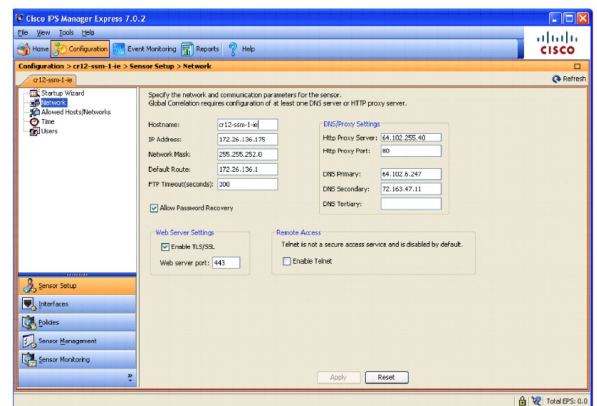 Cisco IPS Manager Express 7.0.2
File View Tools Help
Home Configuration Event Monitoring Reports Help
CISCO
Configuration > cr12-ssm-1-ie > Sensor Setup > Network
cr12-ssm-1-ie
Refresh
Startup Wizard
Network
Allowed Hosts/Networks
Time
Users
Specify the network and communication parameters for the sensor.
Global Correlation requires configuration of at least one DNS server or HTTP proxy server.
Hostname: cr12-ssm-1-ie
IP Address: 172.26.136.175
Network Mask: 255.255.252.0
Default Route: 172.26.136.1
FTP Timeout(seconds): 300
Allow Password Recovery
DNS/Proxy Settings
Http Proxy Server: 64.102.255.40
Http Proxy Port: 80
DNS Primary: 64.102.6.247
DNS Secondary: 72.163.47.11
DNS Tertiary:
Web Server Settings
Enable TLS/SSL
Web server port: 443
Remote Access
Telnet is not a secure access service and is disabled by default.
Enable Telnet
Sensor Setup
Interfaces
Policies
Sensor Management
Sensor Monitoring
Apply Reset
Total EPS: 0.0